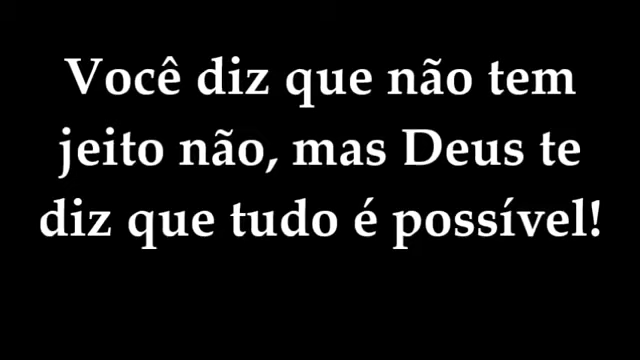 Você diz que não tem
jeito não, mas Deus te
diz que tudo é possível!